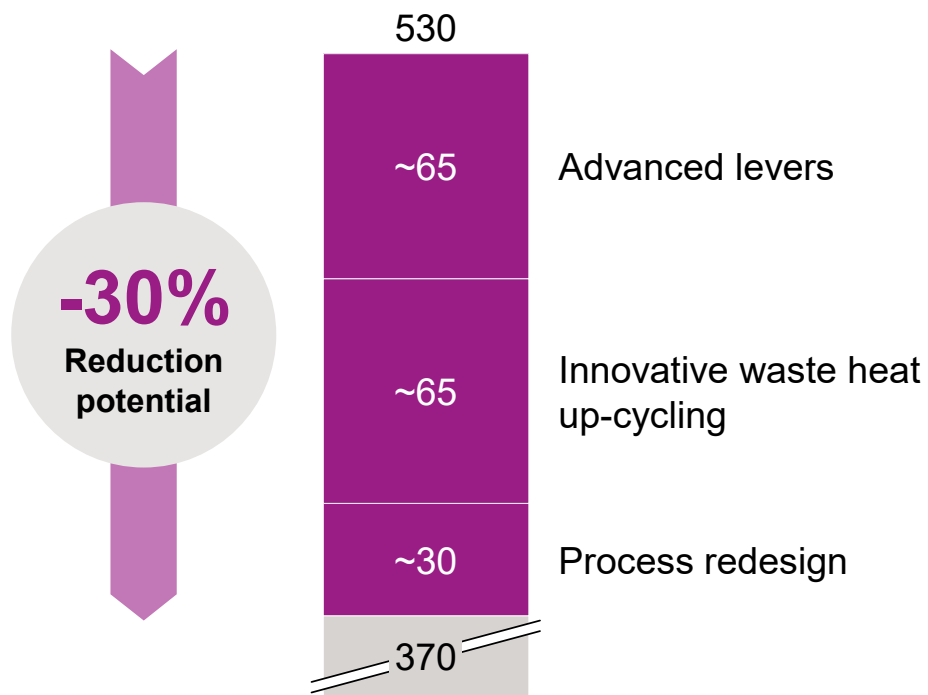 530
~65
Advanced levers
-30%
Reduction
potential
~65
Innovative waste heat
up-cycling
~30
Process redesign
370